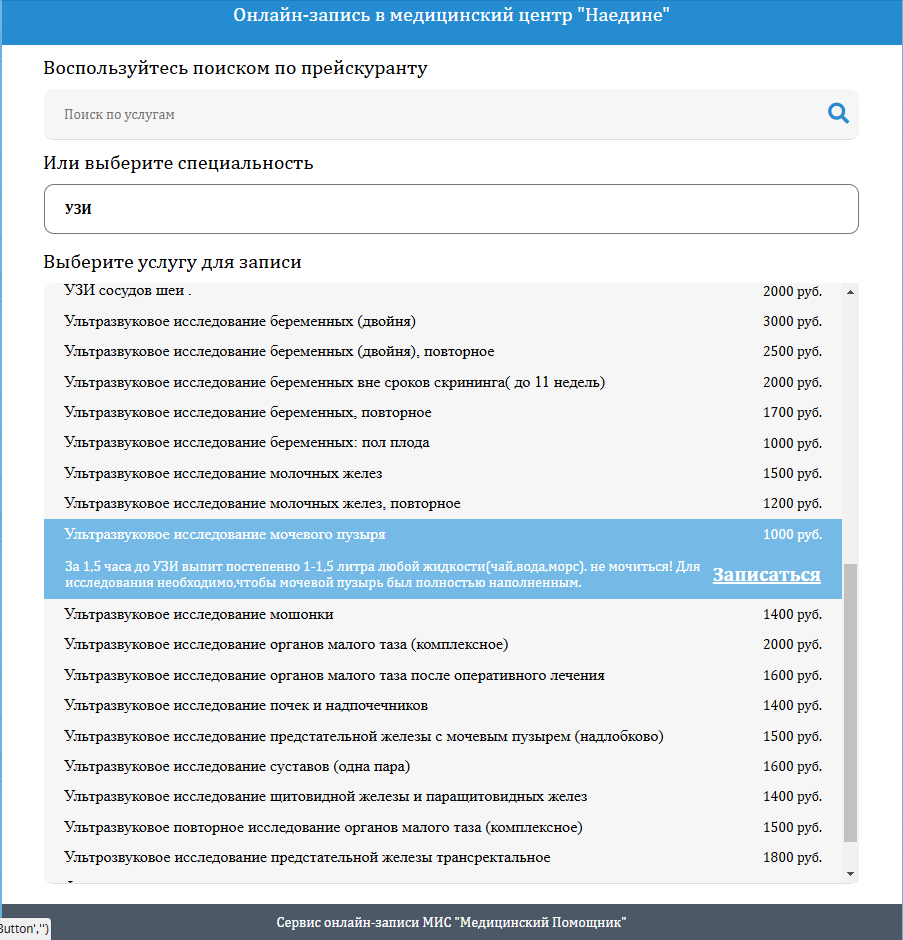 Онлайн-запись в медицинский центр "Наедине"
Воспользуйтесь поиском по прейскуранту
Поиск по услугам
Или выберите специальность
УЗИ
Выберите услугу для записи
УЗИ сосудов шеи . 2000 руб.
Ультразвуковое исследование беременных (двойня) 3000 руб.
Ультразвуковое исследование беременных (двойня), повторное 2500 руб.
Ультразвуковое исследование беременных вне сроков скрининга( до 11 недель) 2000 руб.
Ультразвуковое исследование беременных, повторное 1700 руб.
Ультразвуковое исследование беременных: пол плода 1000 руб.
Ультразвуковое исследование молочных желез 1500 руб.
Ультразвуковое исследование молочных желез, повторное 1200 руб.
Ультразвуковое исследование мочевого пузыря 1000 руб.
За 1,5 часа до УЗИ выпит постепенно 1-1,5 литра любой жидкости(чай,вода,морс). не мочиться! Для
исследования необходимо,чтобы мочевой пузырь был полностью наполненным.
Записаться
Ультразвуковое исследование мошонки 1400 руб.
Ультразвуковое исследование органов малого таза (комплексное) 2000 руб.
Ультразвуковое исследование органов малого таза после оперативного лечения 1600 руб.
Ультразвуковое исследование почек и надпочечников 1400 руб.
Ультразвуковое исследование предстательной железы с мочевым пузырем (надлобково) 1500 руб.
Ультразвуковое исследование суставов (одна пара) 1600 руб.
Ультразвуковое исследование щитовидной железы и паращитовидных желез 1400 руб.
Ультразвуковое повторное исследование органов малого таза (комплексное) 1500 руб.
Ультрозвуковое исследование предстательной железы трансректальное 1800 руб.
Сервис онлайн-записи МИС "Медицинский Помощник"
Button','')